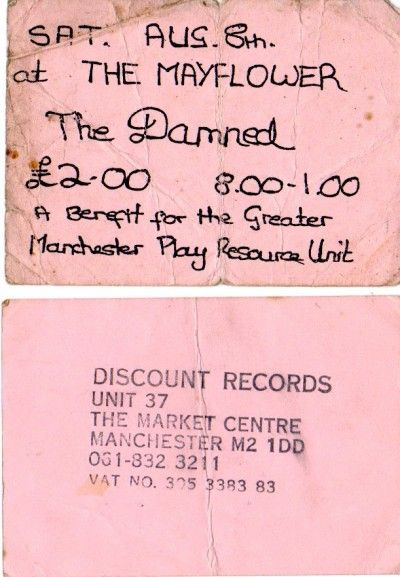 SAT. AUG. 8TH.
at THE MAYFLOWER
The Damned
£2.00 8.00-1.00
A Benefit for the Greater
Manchester Play Resource Unit
DISCOUNT RECORDS
UNIT 37
THE MARKET CENTRE
MANCHESTER M2 1DD
061-832 3211
VAT NO. 305 3383 83